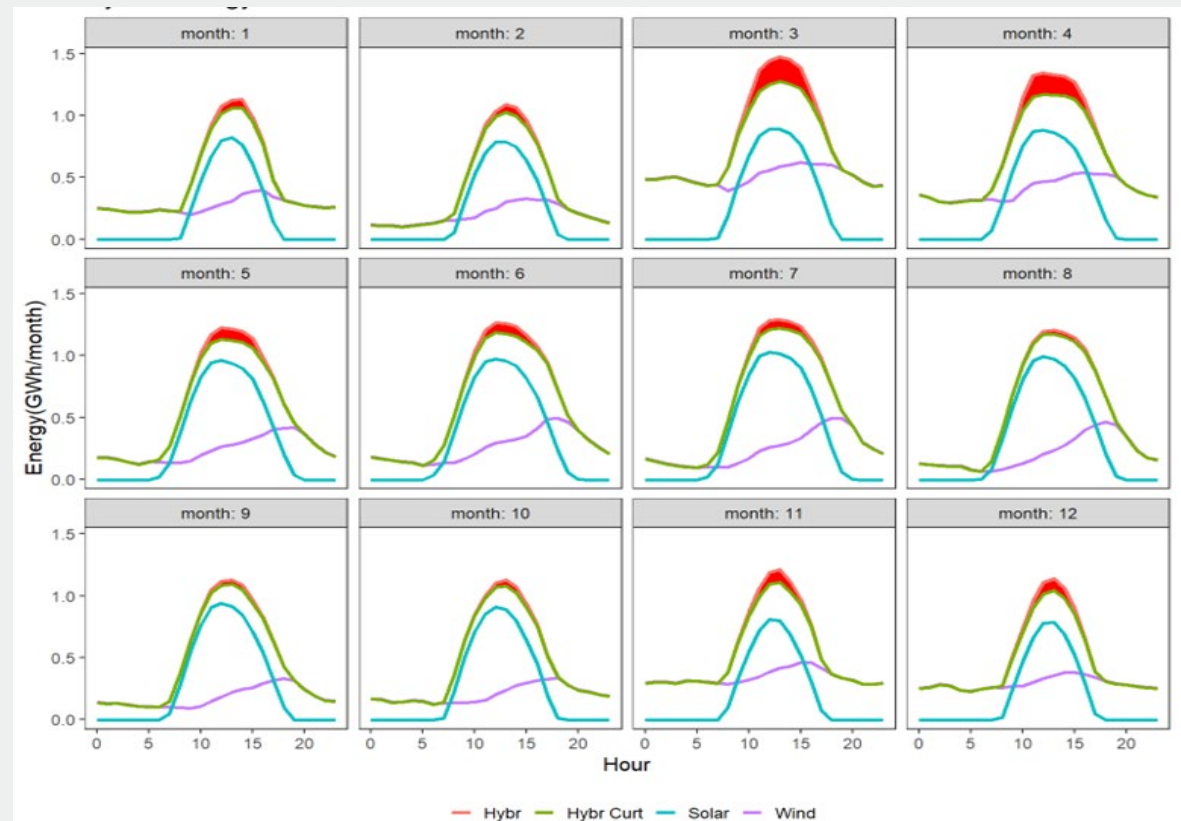 month: 1
month: 2
month: 3
month: 4
1.5
1.0
0.5
0.0
month: 5
month: 6
month: 7
month: 8
1.5
1.0
0.5
0.0
Energy(GWh/month)
month: 9
month: 10
month: 11
month: 12
1.5
1.0
0.5
0.0
0 5 10 15 20 0 5 10 15 20 0 5 10 15 20 0 5 10 15 20
Hour
Hybr Hybr Curt Solar Wind